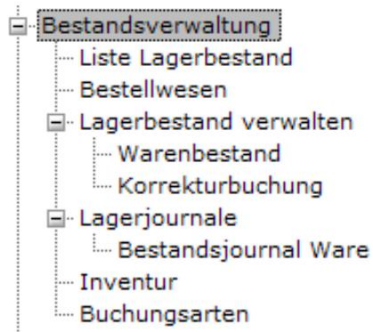 Bestandsverwaltung
Liste Lagerbestand
Bestellwesen
Lagerbestand verwalten
Warenbestand
Korrekturbuchung
Lagerjournale
Bestandsjournal Ware
Inventur
Buchungsarten